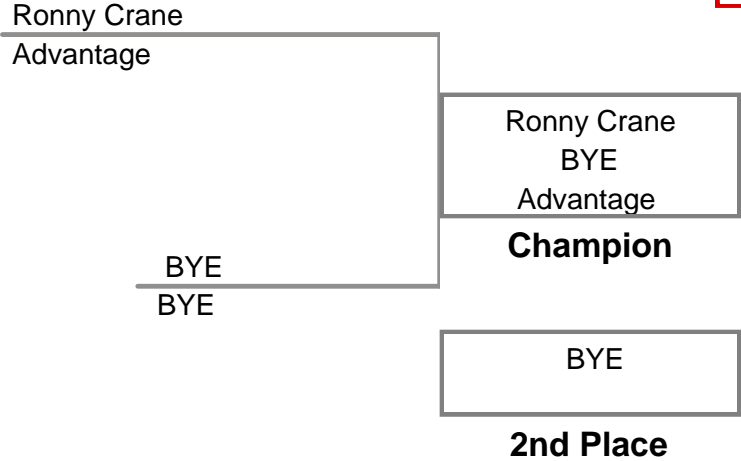 Ronny Crane
Advantage
Ronny Crane
BYE
Advantage
Champion
BYE
BYE
BYE
2nd Place